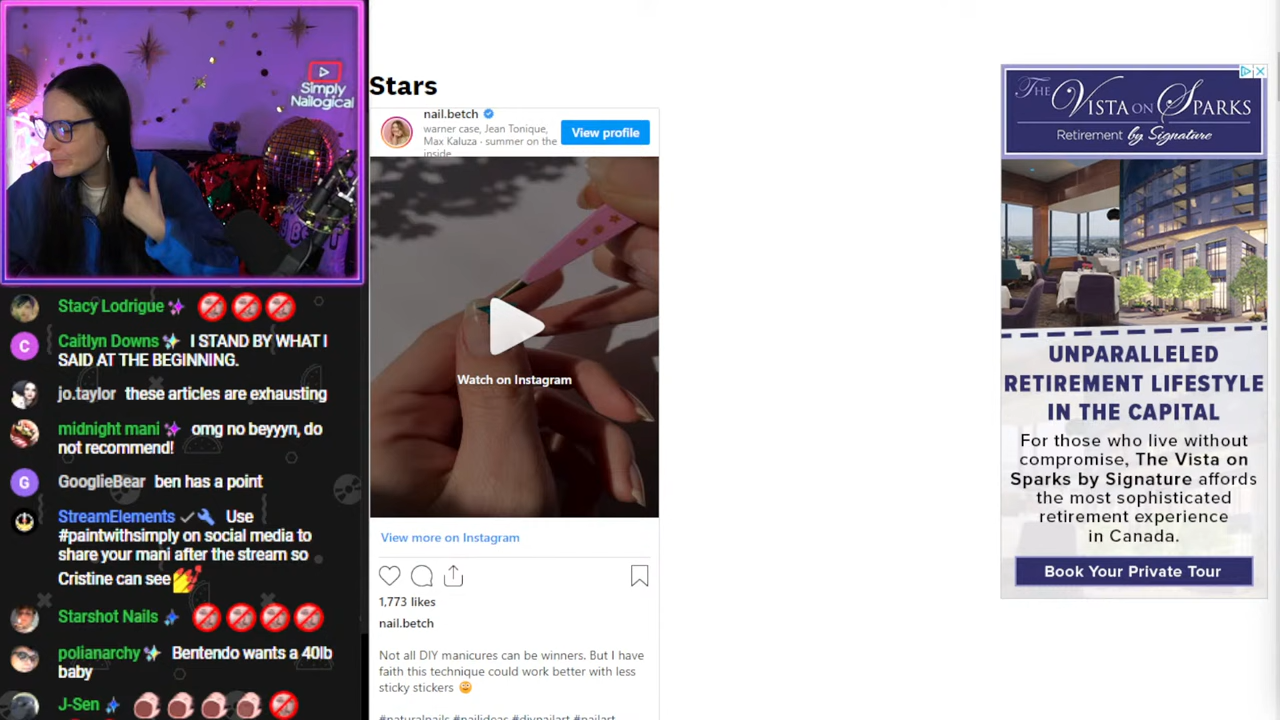 Simply
Nailogical
Stacy Lodrigue
Caitlyn Downs I STAND BY WHAT I
SAID AT THE BEGINNING.
jo.taylor these articles are exhausting
midnight mani omg no beyyyn, do
not recommend!
G GooglieBear ben has a point
StreamElements Use
#paintwithsimply on social media to
share your mani after the stream so
Cristine can see
Starshot Nails
polianarchy Bentendo wants a 40lb
baby
J-Sen
Stars
nail.betch
warner case, Jean Tonique,
Max Kaluza · summer on the
inside
View profile
Watch on Instagram
View more on Instagram
1,773 likes
nail.betch
Not all DIY manicures can be winners. But I have
faith this technique could work better with less
sticky stickers
#naturalnails #nailideas #diynailart #nailart
THE VISTA ON SPARKS
Retirement by Signature
UNPARALLELED
RETIREMENT LIFESTYLE
IN THE CAPITAL
For those who live without
compromise, The Vista on
Sparks by Signature affords
the most sophisticated
retirement experience
in Canada.
Book Your Private Tour